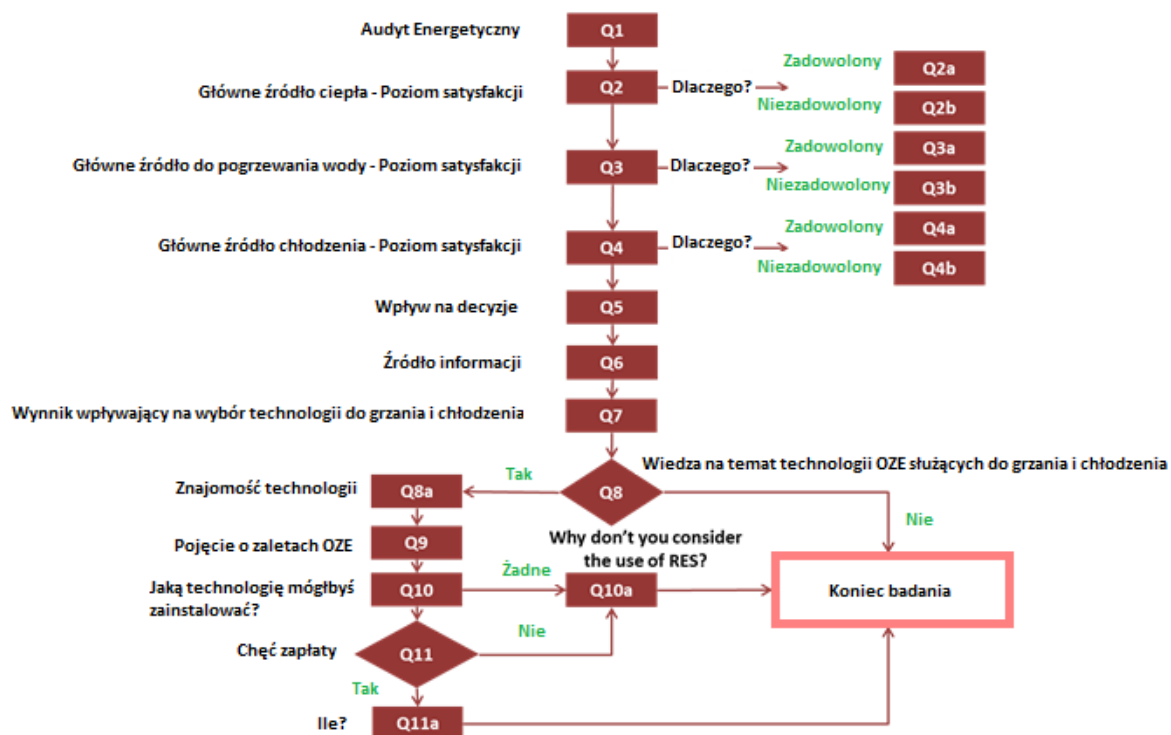 Audyt Energetyczny
Q1
Główne źródło ciepła - Poziom satysfakcji
Q2
Dlaczego?
Zadowolony
Q2a
Niezadowolony
Q2b
Główne źródło do pogrzewania wody - Poziom satysfakcji
Q3
Dlaczego?
Zadowolony
Q3a
Niezadowolony
Q3b
Główne źródło chłodzenia - Poziom satysfakcji
Q4
Dlaczego?
Zadowolony
Q4a
Niezadowolony
Q4b
Wpływ na decyzje
Q5
Źródło informacji
Q6
Wynnik wpływający na wybór technologii do grzania i chłodzenia
Q7
Wiedza na temat technologii OZE służących do grzania i chłodzenia
Q8
Tak
Nie
Znajomość technologii
Q8a
Pojęcie o zaletach OZE
Q9
Why don't you consider
the use of RES?
Jaką technologię mógłbyś
zainstalować?
Q10
Żadne
Q10a
Koniec badania
Chęć zapłaty
Q11
Nie
Tak
Ile?
Q11a